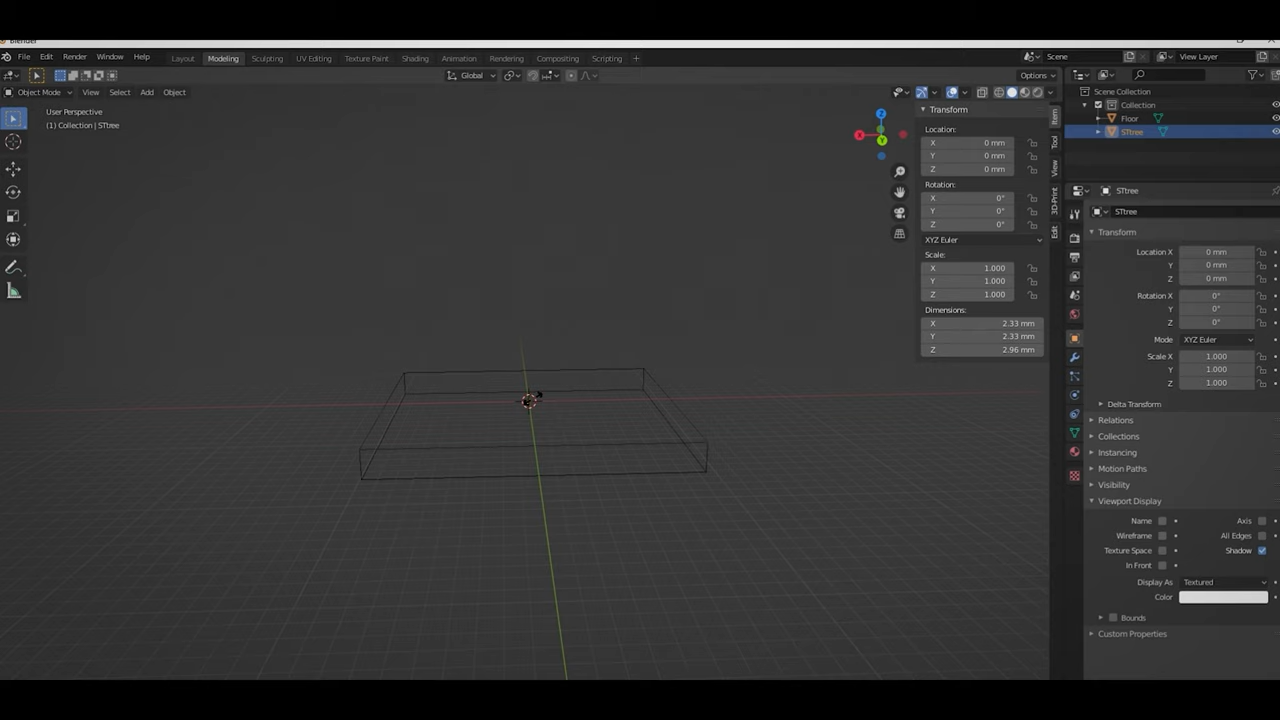 Blender
File Edit Render Window Help Layout Modeling Sculpting UV Editing Texture Paint Shading Animation Rendering Compositing Scripting + Scene View Layer
Global Options
Object Mode View Select Add Object
User Perspective
(1) Collection | STtree
Z
X
Y
Transform
Location:
X 0 mm
Y 0 mm
Z 0 mm
Rotation:
X 0°
Y 0°
Z 0°
XYZ Euler
Scale:
X 1.000
Y 1.000
Z 1.000
Dimensions:
X 2.33 mm
Y 2.33 mm
Z 2.96 mm
Item
Tool
View
3D-Print
Edit
Scene Collection
Collection
Floor
STtree
STtree
STtree
Transform
Location X 0 mm
Y 0 mm
Z 0 mm
Rotation X 0°
Y 0°
Z 0°
Mode XYZ Euler
Scale X 1.000
Y 1.000
Z 1.000
Delta Transform
Relations
Collections
Instancing
Motion Paths
Visibility
Viewport Display
Name Axis
Wireframe All Edges
Texture Space Shadow
In Front
Display As Textured
Color
Bounds
Custom Properties